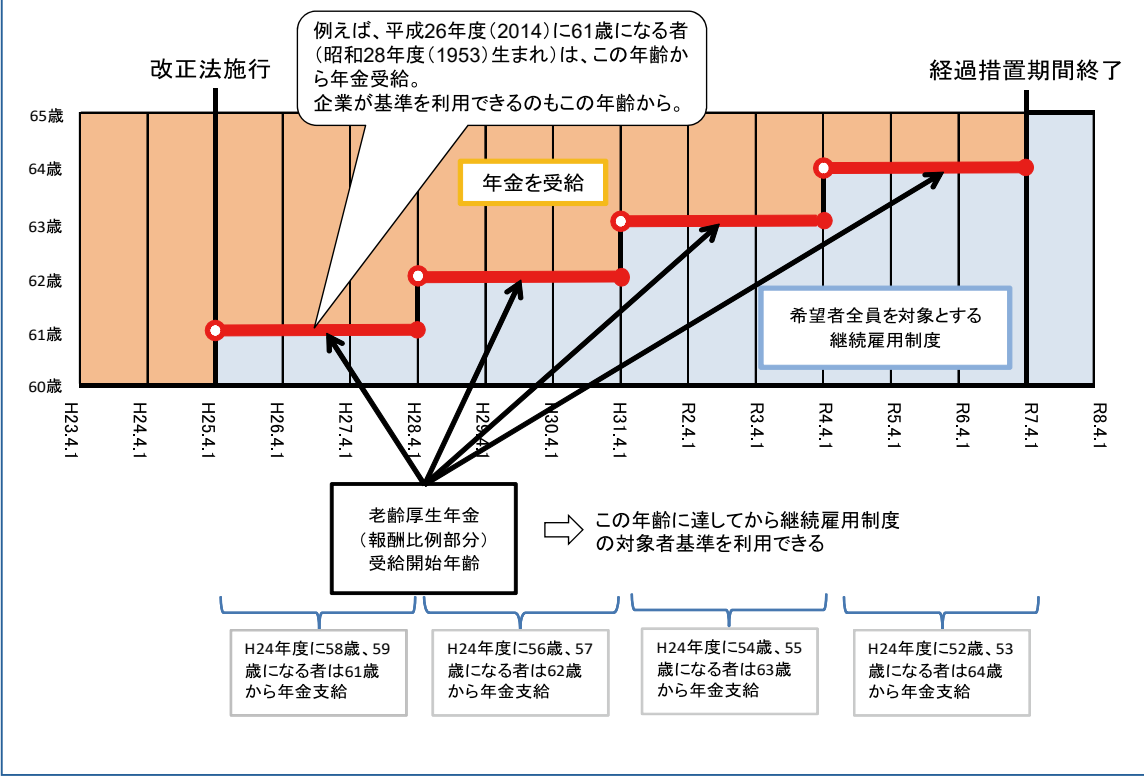 例えば、平成26年度(2014)に61歳になる者
(昭和28年度(1953)生まれ)は、この年齢か
ら年金受給。
企業が基準を利用できるのもこの年齢から。
改正法施行
経過措置期間終了
65歳
64歳
63歳
62歳
61歳
60歳
年金を受給
希望者全員を対象とする
継続雇用制度
H23.4.1
H24.4.1
H25.4.1
H26.4.1
H27.4.1
H28.4.1
H29.4.1
H30.4.1
H31.4.1
R2.4.1
R3.4.1
R4.4.1
R5.4.1
R6.4.1
R7.4.1
R8.4.1
老齢厚生年金
(報酬比例部分)
受給開始年齢
この年齢に達してから継続雇用制度
の対象者基準を利用できる
H24年度に58歳、59
歳になる者は61歳
から年金支給
H24年度に56歳、57
歳になる者は62歳
から年金支給
H24年度に54歳、55
歳になる者は63歳
から年金支給
H24年度に52歳、53
歳になる者は64歳
から年金支給